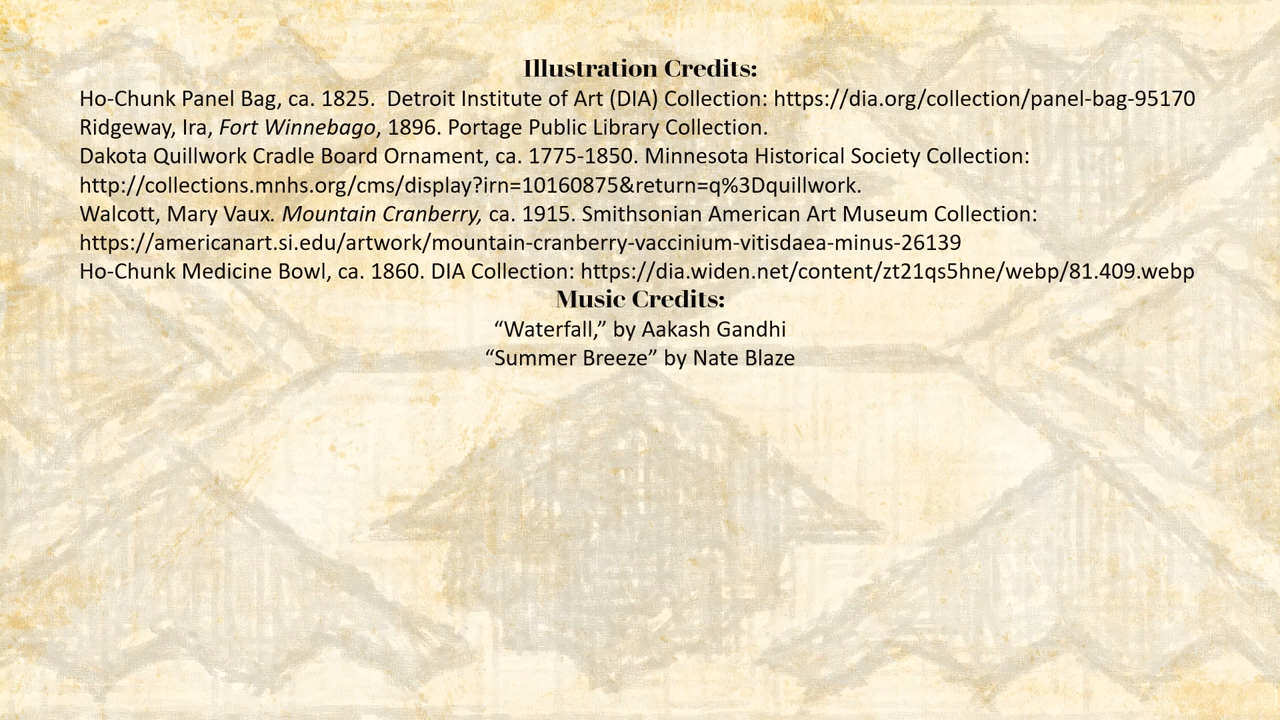 Illustration Credits:
Ho-Chunk Panel Bag, ca. 1825.  Detroit Institute of Art (DIA) Collection: https://dia.org/collection/panel-bag-95170
Ridgeway, Ira, Fort Winnebago, 1896. Portage Public Library Collection.
Dakota Quillwork Cradle Board Ornament, ca. 1775-1850. Minnesota Historical Society Collection:
http://collections.mnhs.org/cms/display?irn=10160875&return=q%3Dquillwork.
Walcott, Mary Vaux. Mountain Cranberry, ca. 1915. Smithsonian American Art Museum Collection:
https://americanart.si.edu/artwork/mountain-cranberry-vaccinium-vitisdaea-minus-26139
Ho-Chunk Medicine Bowl, ca. 1860. DIA Collection: https://dia.widen.net/content/zt21qs5hne/webp/81.409.webp
Music Credits:
“Waterfall,” by Aakash Gandhi
“Summer Breeze” by Nate Blaze